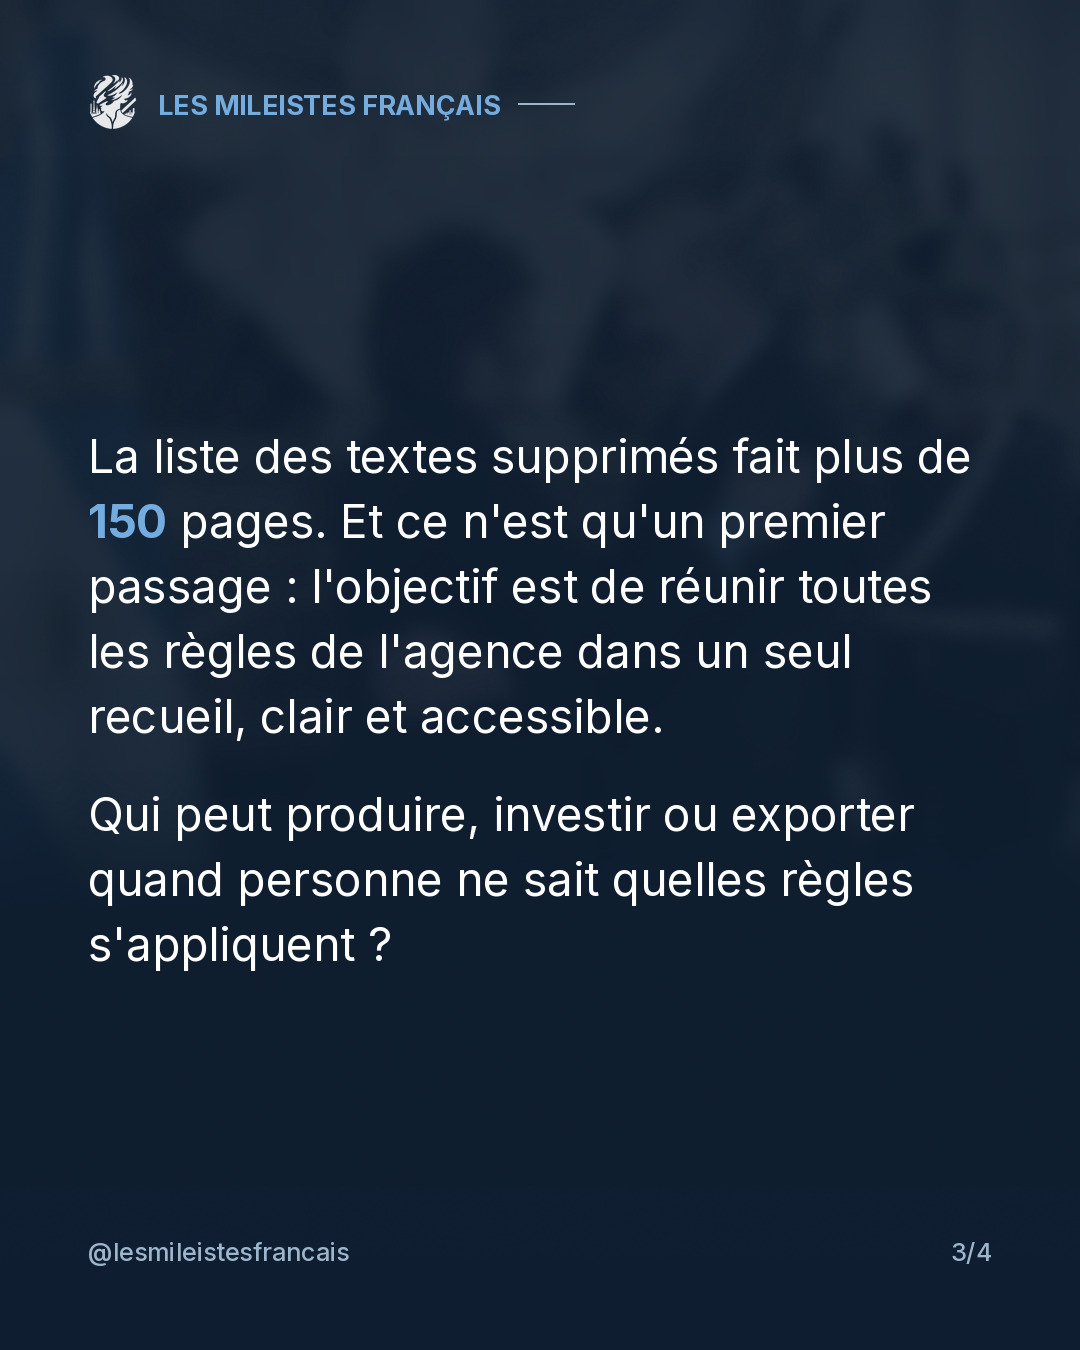 LES MILEISTES FRANÇAIS
La liste des textes supprimés fait plus de
150 pages. Et ce n'est qu'un premier
passage : l'objectif est de réunir toutes
les règles de l'agence dans un seul
recueil, clair et accessible.
Qui peut produire, investir ou exporter
quand personne ne sait quelles règles
s'appliquent ?
@lesmileistesfrancais
3/4